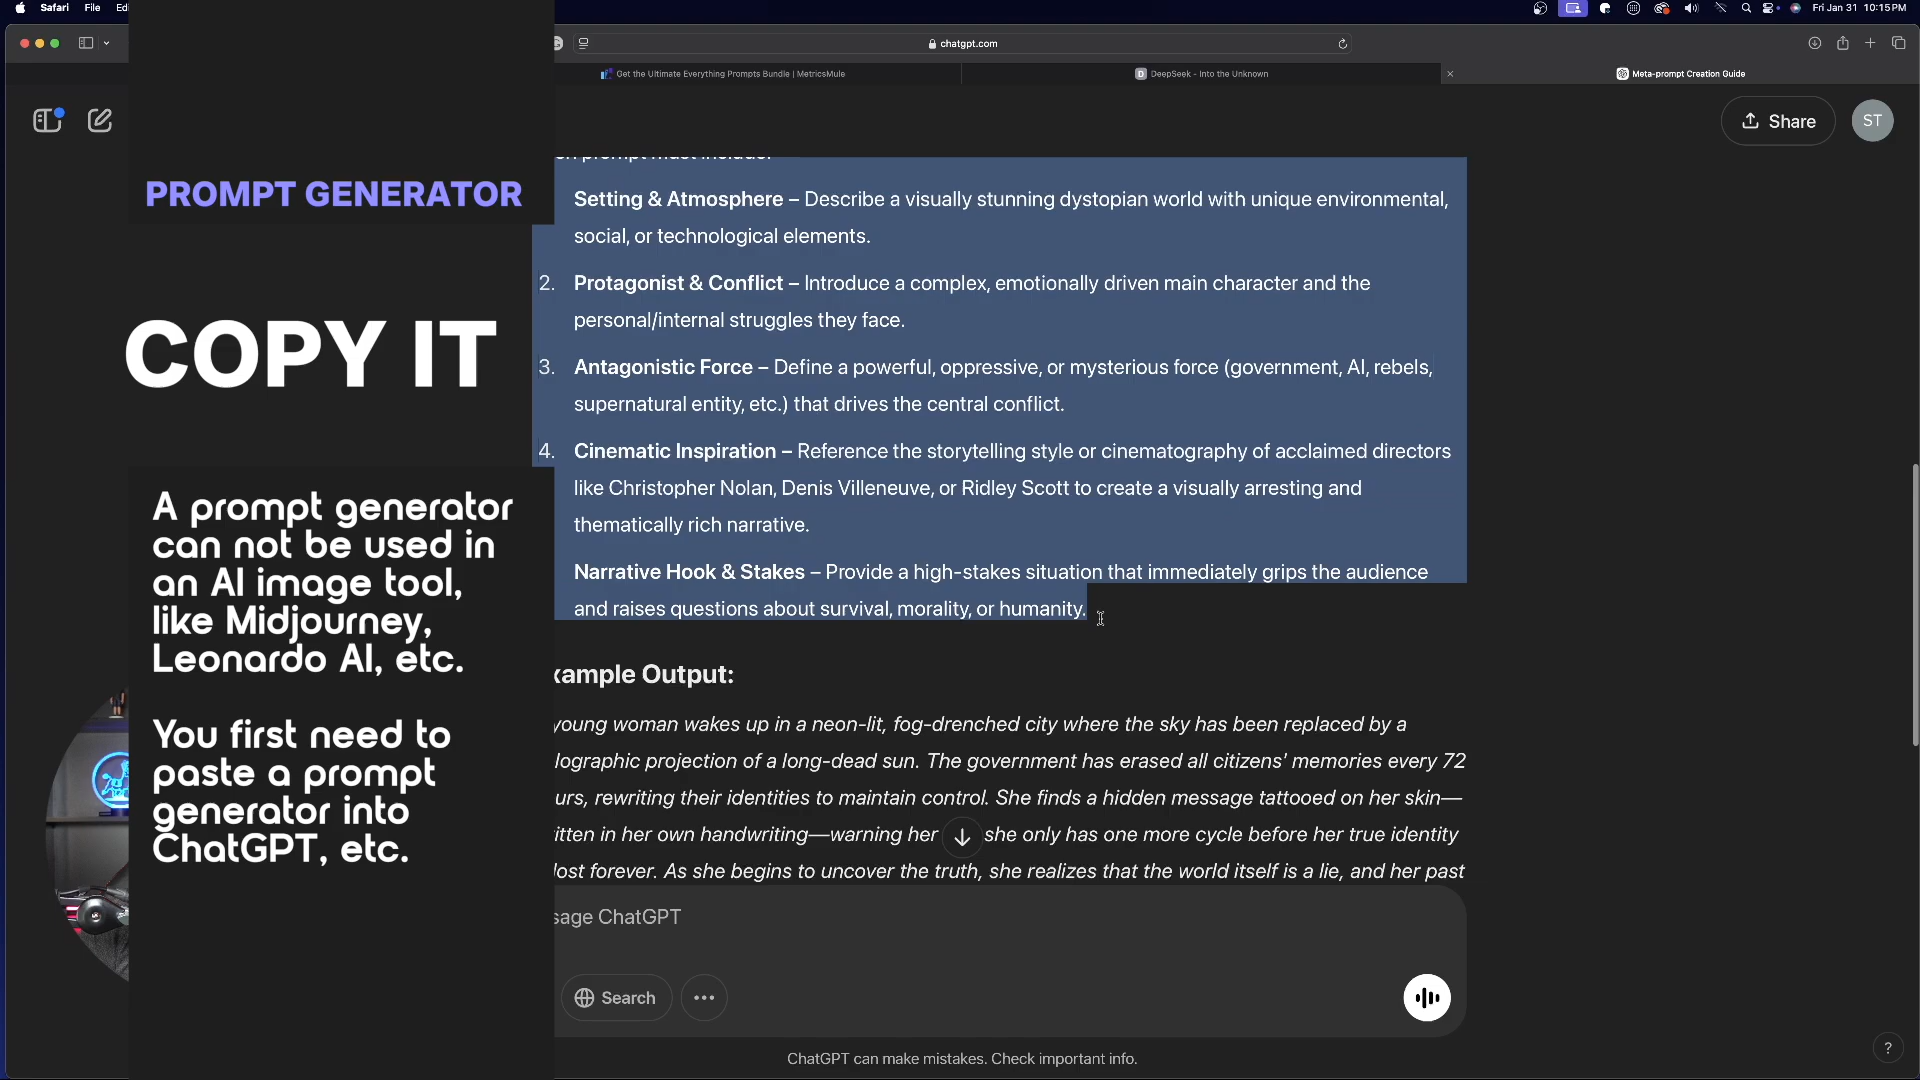 Safari File Edi
Fri Jan 31 10:15PM
chatgpt.com
Get the Ultimate Everything Prompts Bundle | MetricsMule
DeepSeek - Into the Unknown
Meta-prompt Creation Guide
Share
ST
PROMPT GENERATOR
COPY IT
A prompt generator
can not be used in
an AI image tool,
like Midjourney,
Leonardo AI, etc.
You first need to
paste a prompt
generator into
ChatGPT, etc.
Setting & Atmosphere – Describe a visually stunning dystopian world with unique environmental,
social, or technological elements.
2. Protagonist & Conflict – Introduce a complex, emotionally driven main character and the
personal/internal struggles they face.
3. Antagonistic Force – Define a powerful, oppressive, or mysterious force (government, AI, rebels,
supernatural entity, etc.) that drives the central conflict.
4. Cinematic Inspiration – Reference the storytelling style or cinematography of acclaimed directors
like Christopher Nolan, Denis Villeneuve, or Ridley Scott to create a visually arresting and
thematically rich narrative.
Narrative Hook & Stakes – Provide a high-stakes situation that immediately grips the audience
and raises questions about survival, morality, or humanity.
xample Output:
young woman wakes up in a neon-lit, fog-drenched city where the sky has been replaced by a
lographic projection of a long-dead sun. The government has erased all citizens' memories every 72
urs, rewriting their identities to maintain control. She finds a hidden message tattooed on her skin—
itten in her own handwriting—warning her she only has one more cycle before her true identity
lost forever. As she begins to uncover the truth, she realizes that the world itself is a lie, and her past
sage ChatGPT
Search
ChatGPT can make mistakes. Check important info.
?